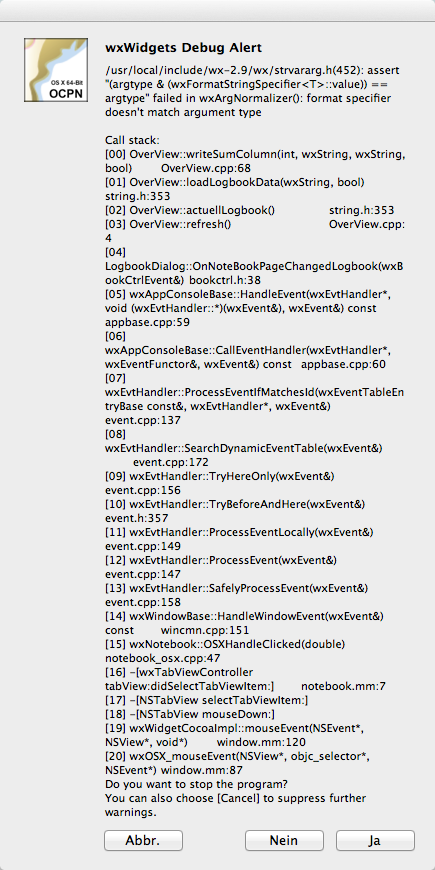 OS X 64-Bit
OCPN
wxWidgets Debug Alert
/usr/local/include/wx-2.9/wx/strvararg.h(452): assert
"(argtype & (wxFormatStringSpecifier<T>::value)) ==
argtype" failed in wxArgNormalizer(): format specifier
doesn't match argument type
Call stack:
[00] OverView::writeSumColumn(int, wxString, wxString,
bool) OverView.cpp:68
[01] OverView::loadLogbookData(wxString, bool)
string.h:353
[02] OverView::actuellLogbook() string.h:353
[03] OverView::refresh() OverView.cpp:
4
[04]
LogbookDialog::OnNoteBookPageChangedLogbook(wxB
ookCtrlEvent&) bookctrl.h:38
[05] wxAppConsoleBase::HandleEvent(wxEvtHandler*,
void (wxEvtHandler::*)(wxEvent&), wxEvent&) const
appbase.cpp:59
[06]
wxAppConsoleBase::CallEventHandler(wxEvtHandler*,
wxEventFunctor&, wxEvent&) const appbase.cpp:60
[07]
wxEvtHandler::ProcessEventIfMatchesId(wxEventTableEn
tryBase const&, wxEvtHandler*, wxEvent&)
event.cpp:137
[08]
wxEvtHandler::SearchDynamicEventTable(wxEvent&)
event.cpp:172
[09] wxEvtHandler::TryHereOnly(wxEvent&)
event.cpp:156
[10] wxEvtHandler::TryBeforeAndHere(wxEvent&)
event.h:357
[11] wxEvtHandler::ProcessEventLocally(wxEvent&)
event.cpp:149
[12] wxEvtHandler::ProcessEvent(wxEvent&)
event.cpp:147
[13] wxEvtHandler::SafelyProcessEvent(wxEvent&)
event.cpp:158
[14] wxWindowBase::HandleWindowEvent(wxEvent&)
const wincmn.cpp:151
[15] wxNotebook::OSXHandleClicked(double)
notebook_osx.cpp:47
[16] -[wxTabViewController
tabView:didSelectTabViewItem:] notebook.mm:7
[17] -[NSTabView selectTabViewItem:]
[18] -[NSTabView mouseDown:]
[19] wxWidgetCocoaImpl::mouseEvent(NSEvent*,
NSView*, void*) window.mm:120
[20] wxOSX_mouseEvent(NSView*, objc_selector*,
NSEvent*) window.mm:87
Do you want to stop the program?
You can also choose [Cancel] to suppress further
warnings.
Abbr. Nein Ja